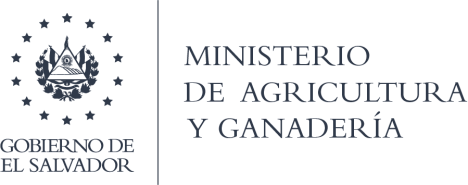 GOBIERNO DE
EL SALVADOR
MINISTERIO
DE AGRICULTURA
Y GANADERÍA